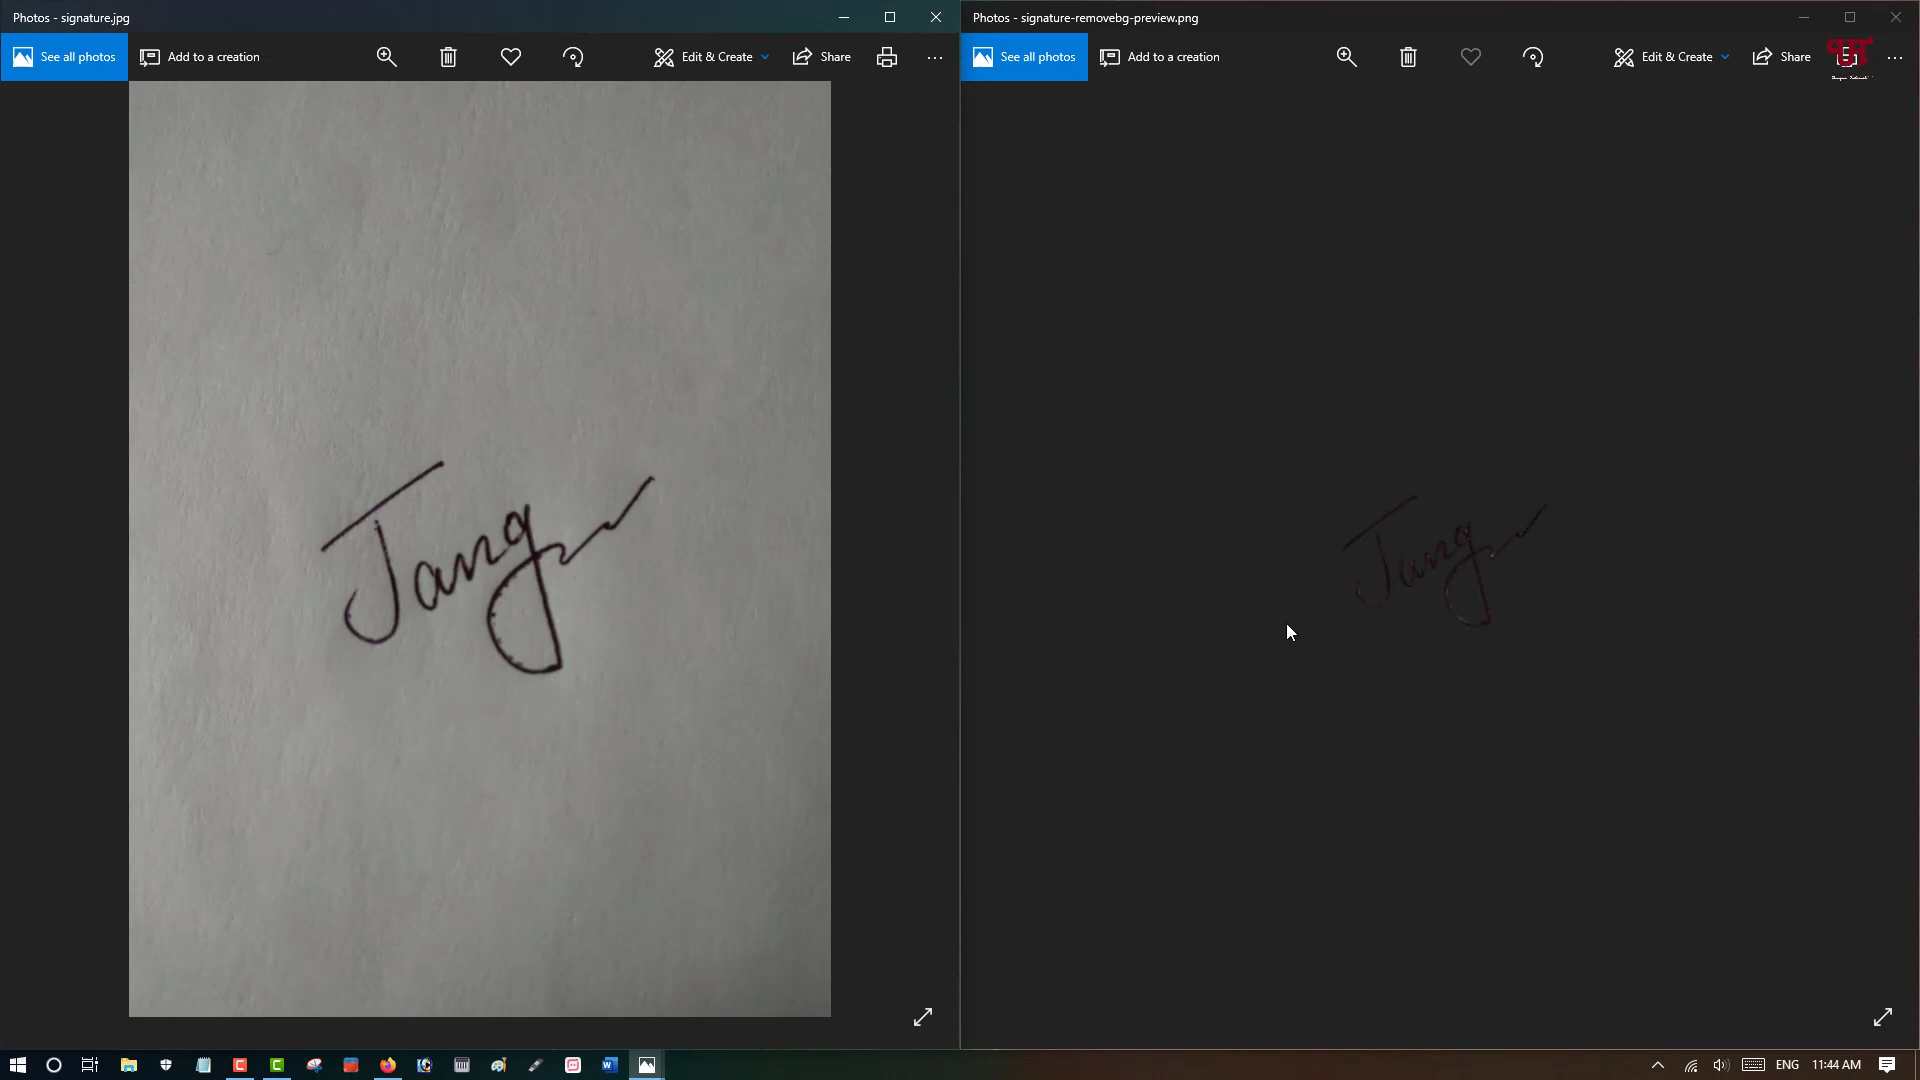 Photos - signature.jpg
See all photos
Add to a creation
Edit & Create
Share
Jang
Photos - signature-removebg-preview.png
See all photos
Add to a creation
Edit & Create
Share
Jang
ENG
11:44 AM